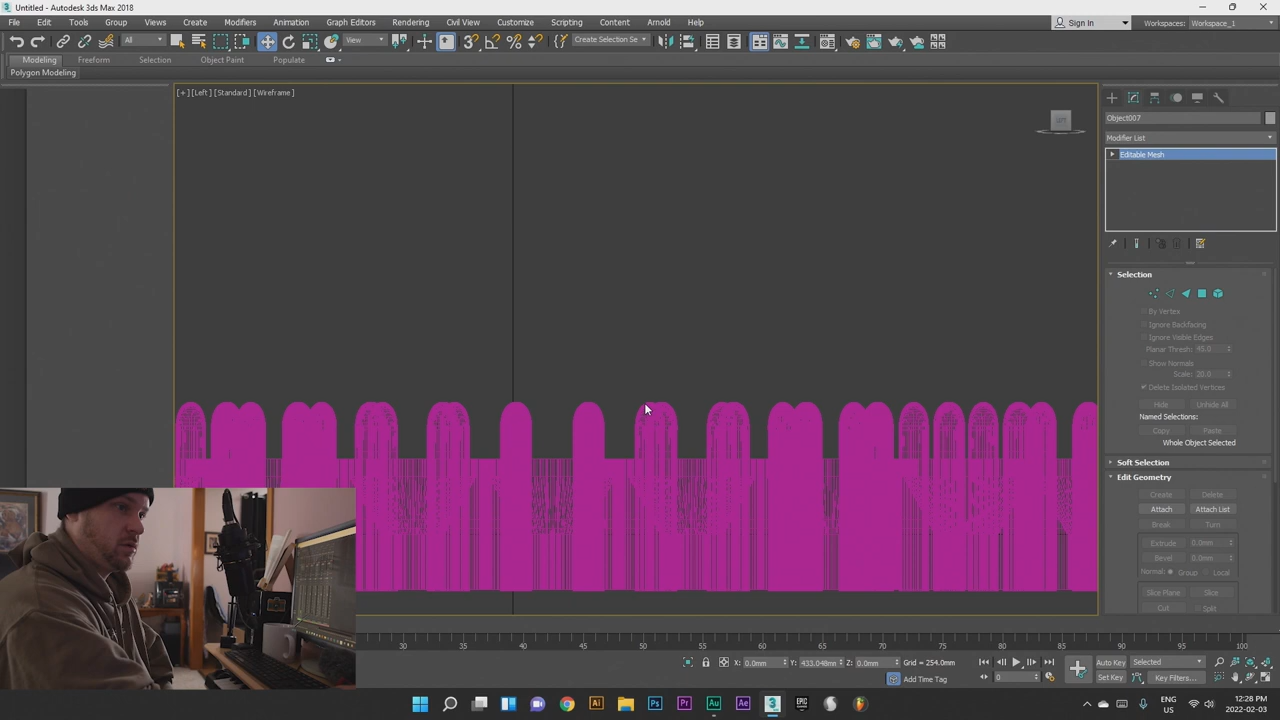 Untitled - Autodesk 3ds Max 2018
File Edit Tools Group Views Create Modifiers Animation Graph Editors Rendering Civil View Customize Scripting Content Arnold Help
Sign In
Workspaces: Workspace_1
All
View
Create Selection Se
Modeling Freeform Selection Object Paint Populate
Polygon Modeling
[+] [Left] [Standard] [Wireframe]
Object007
Modifier List
Editable Mesh
Selection
By Vertex
Ignore Backfacing
Ignore Visible Edges
Planar Thresh: 45.0
Show Normals
Scale: 20.0
Delete Isolated Vertices
Hide Unhide All
Named Selections:
Copy Paste
Whole Object Selected
Soft Selection
Edit Geometry
Create Delete
Attach Attach List
Break Turn
Extrude 0.0mm
Bevel 0.0mm
Normal: Group Local
Slice Plane Slice
Cut Split
30 35 40 45 50 55 60 65 70 75 80 85 90 95 100
X: 0.0mm Y: 433.048mm Z: 0.0mm Grid = 254.0mm
Add Time Tag
Auto Key Selected
0
Set Key Key Filters...
ENG
US
12:28 PM
2022-02-03